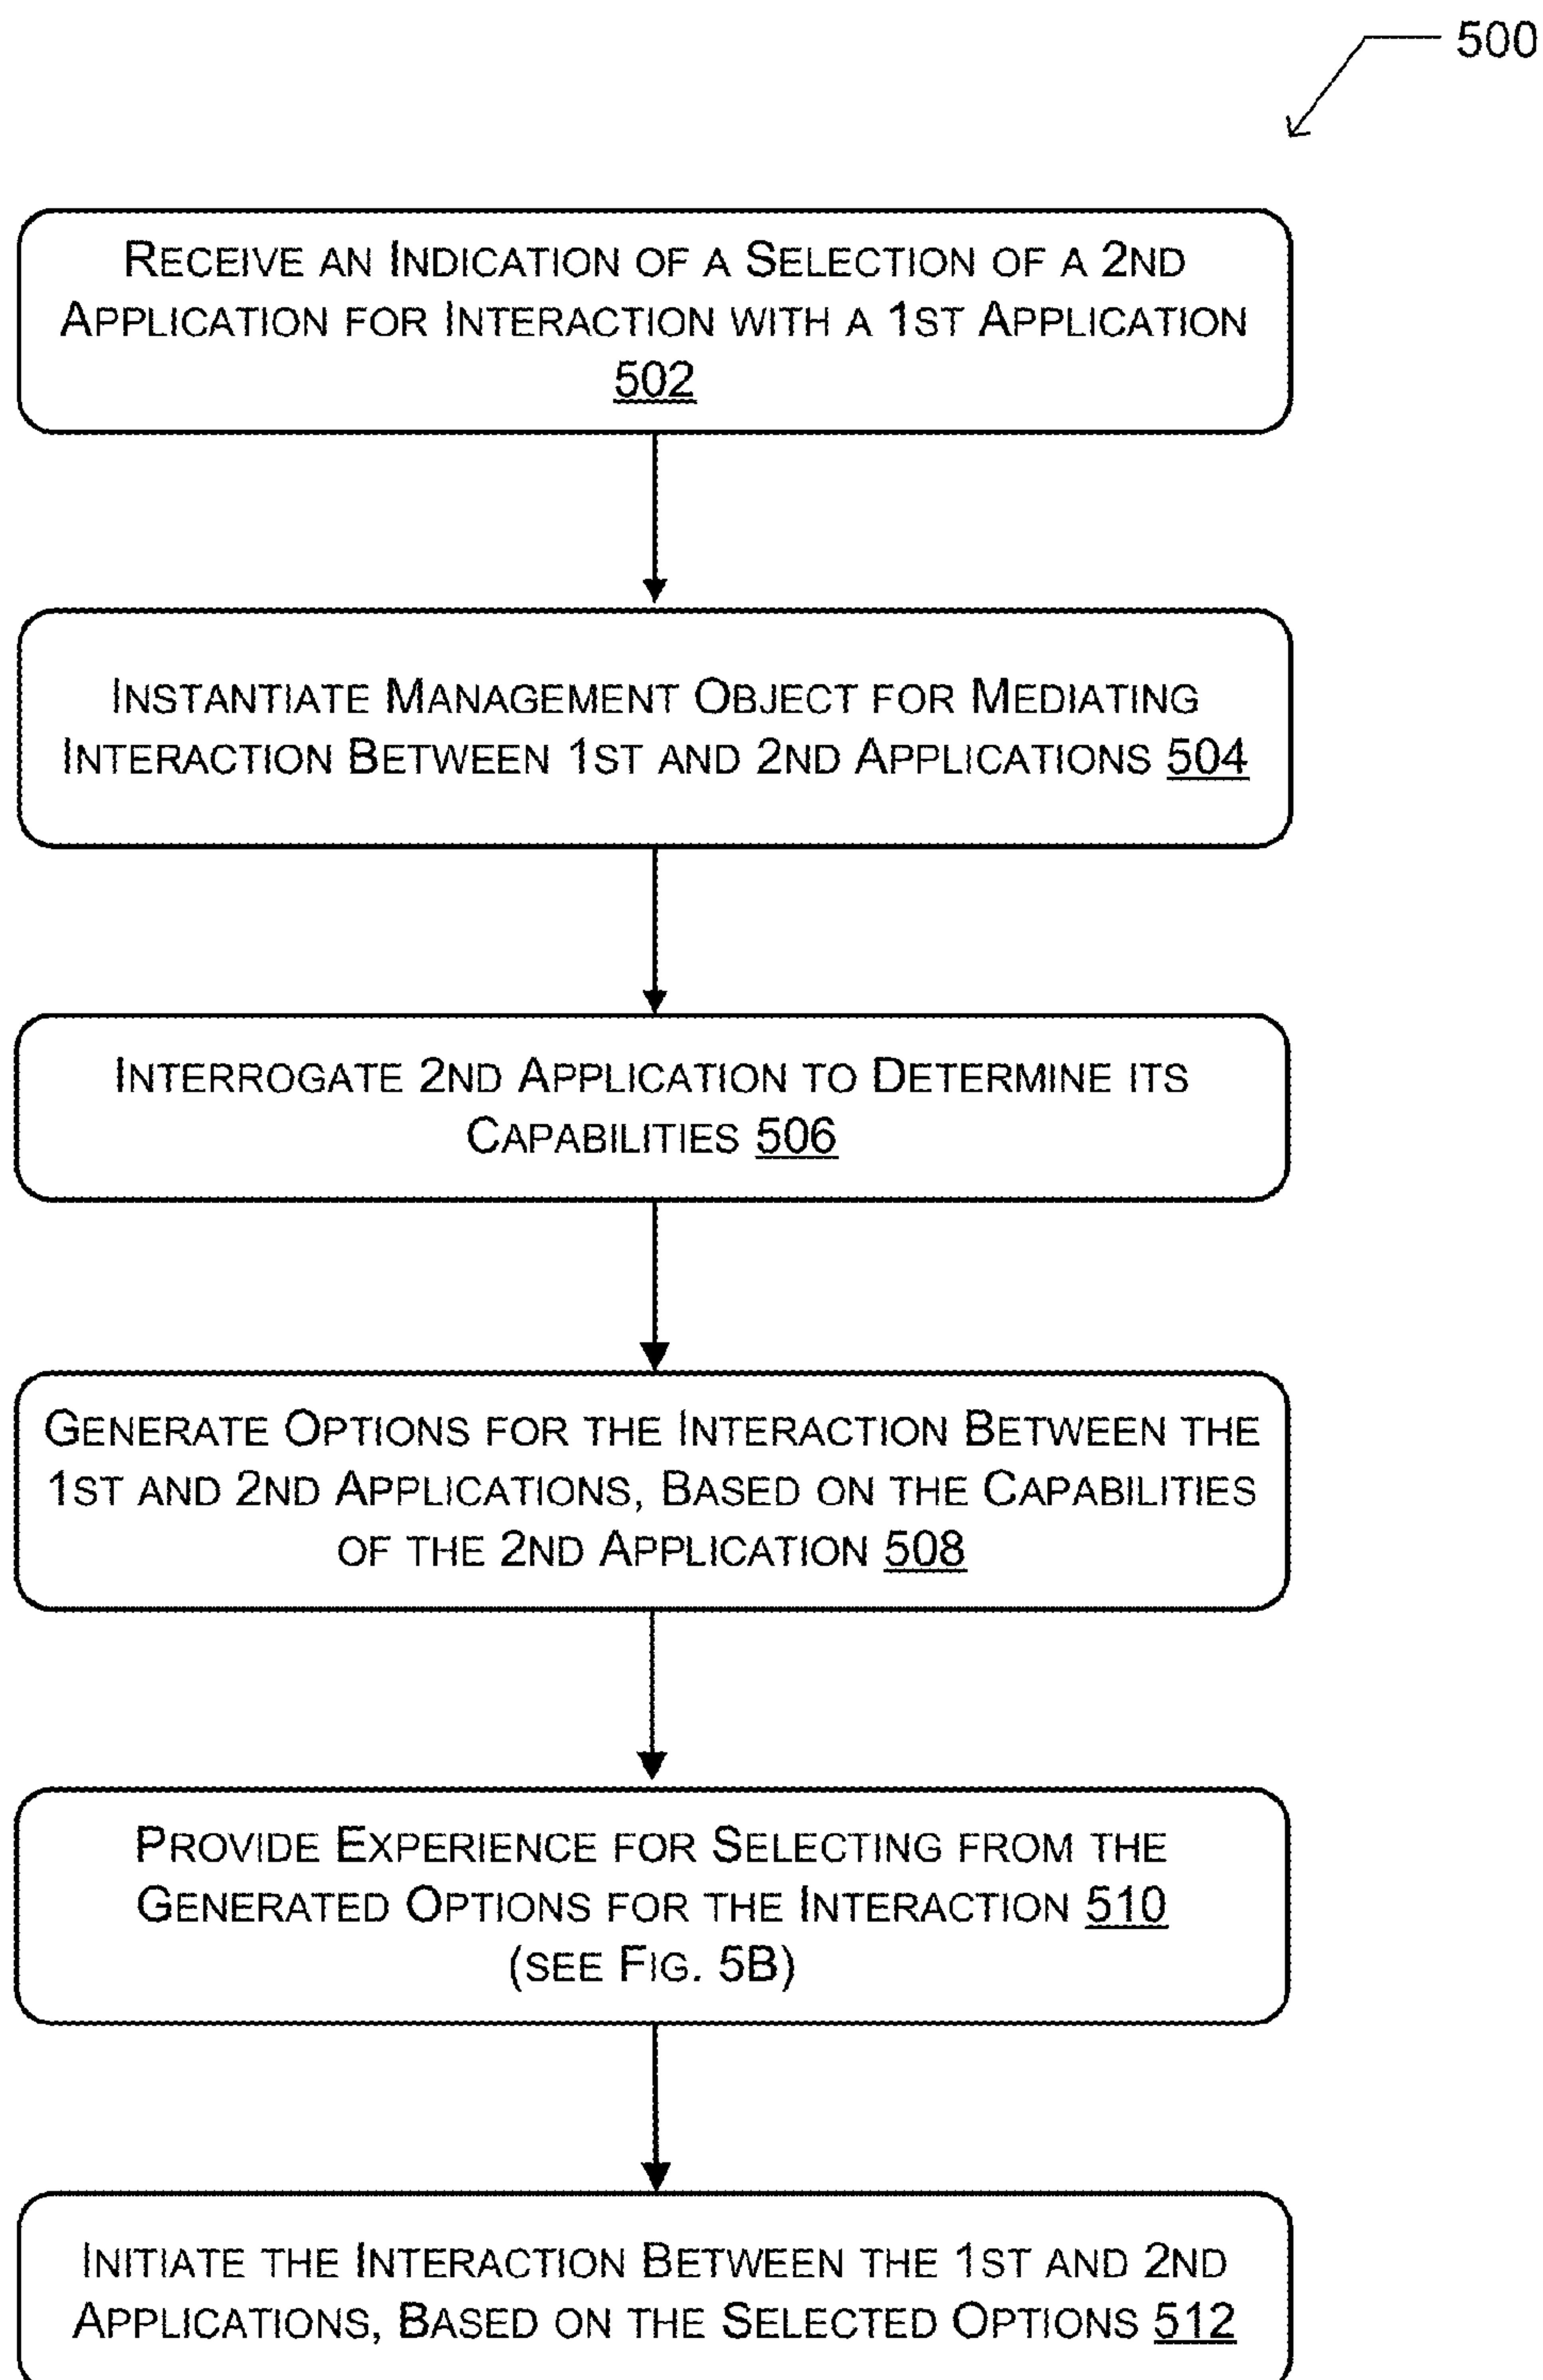 500
Receive an Indication of a Selection of a 2nd
Application for Interaction with a 1st Application
502
Instantiate Management Object for Mediating
Interaction Between 1st and 2nd Applications 504
Interrogate 2nd Application to Determine its
Capabilities 506
Generate Options for the Interaction Between the
1st and 2nd Applications, Based on the Capabilities
of the 2nd Application 508
Provide Experience for Selecting from the
Generated Options for the Interaction 510
(see Fig. 5B)
Initiate the Interaction Between the 1st and 2nd
Applications, Based on the Selected Options 512